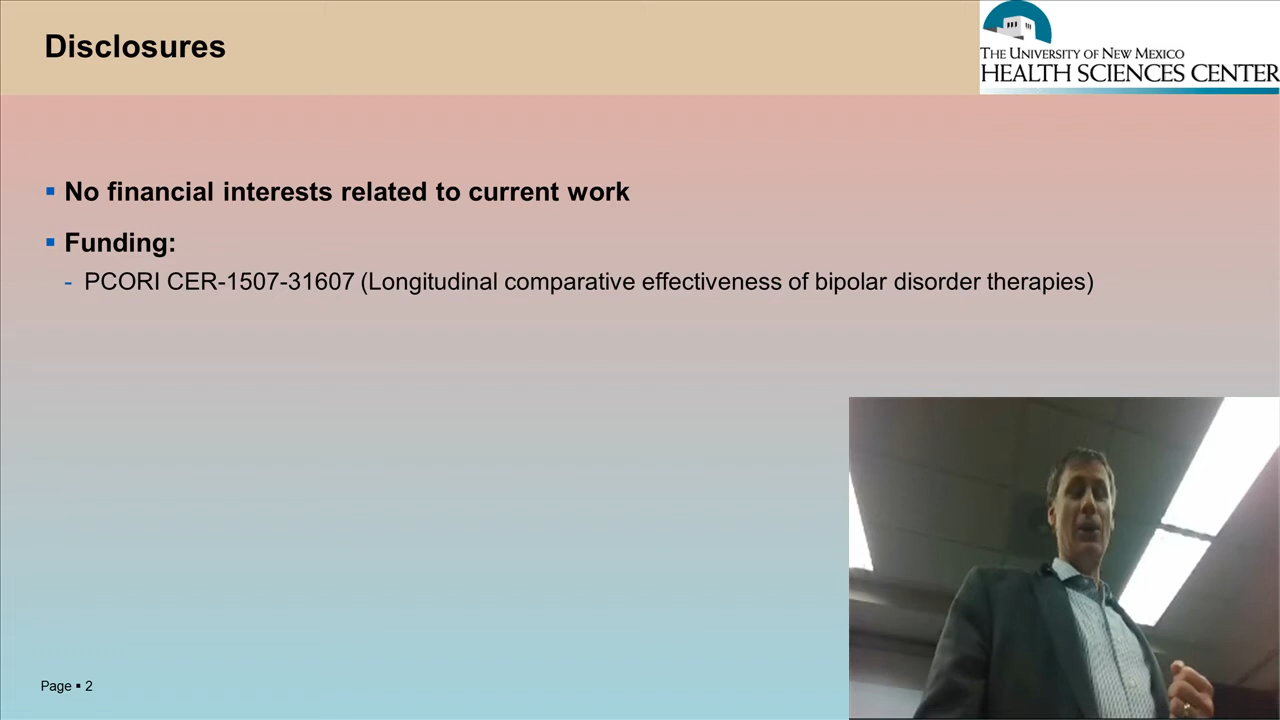 Disclosures
THE UNIVERSITY OF NEW MEXICO
HEALTH SCIENCES CENTER
▪ No financial interests related to current work
▪ Funding:
- PCORI CER-1507-31607 (Longitudinal comparative effectiveness of bipolar disorder therapies)
Page ▪ 2